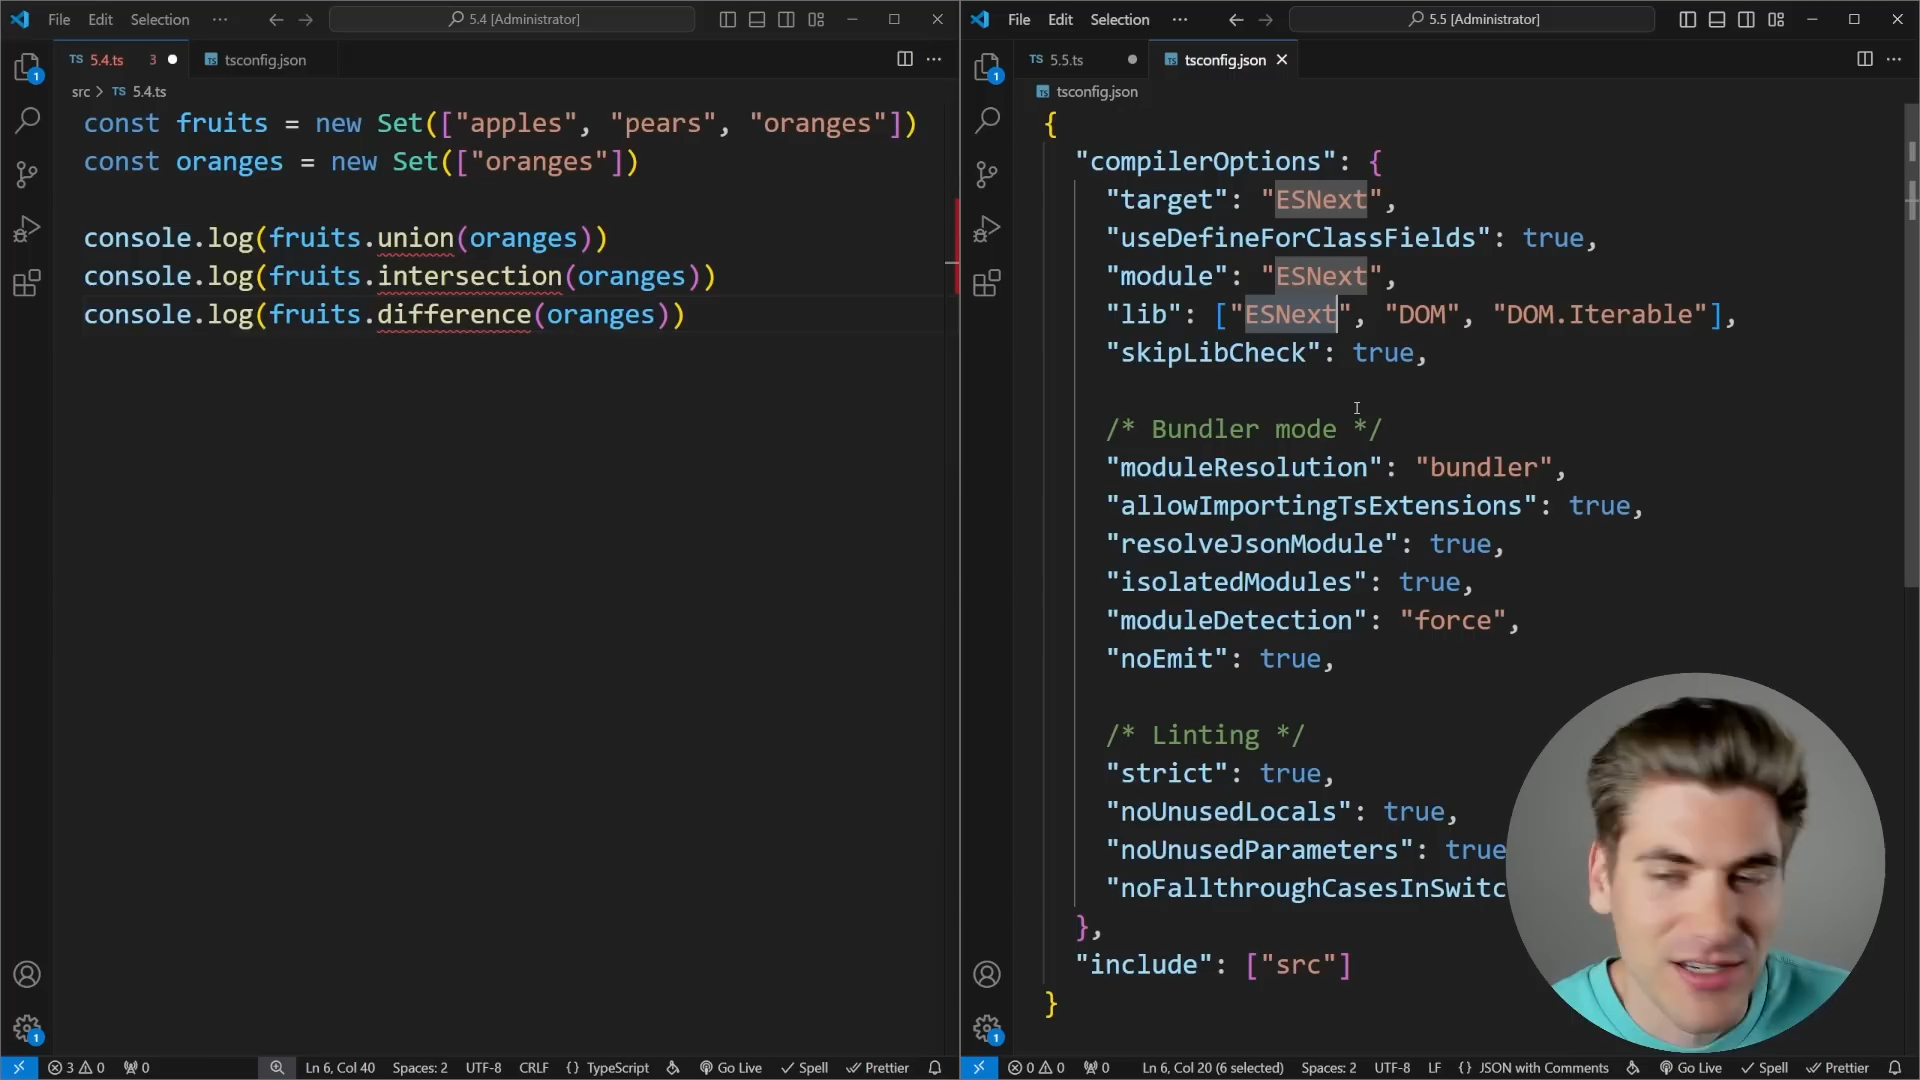 File Edit Selection ··· 5.4 [Administrator]
TS 5.4.ts 3 TS tsconfig.json ···
1
src > TS 5.4.ts
const fruits = new Set(["apples", "pears", "oranges"])
const oranges = new Set(["oranges"])
console.log(fruits.union(oranges))
console.log(fruits.intersection(oranges))
console.log(fruits.difference(oranges))
1
3 0 0 Ln 6, Col 40 Spaces: 2 UTF-8 CRLF {} TypeScript Go Live Spell Prettier
File Edit Selection ··· 5.5 [Administrator]
TS 5.5.ts TS tsconfig.json ···
1
TS tsconfig.json
{
"compilerOptions": {
"target": "ESNext",
"useDefineForClassFields": true,
"module": "ESNext",
"lib": ["ESNext", "DOM", "DOM.Iterable"],
"skipLibCheck": true,
/* Bundler mode */
"moduleResolution": "bundler",
"allowImportingTsExtensions": true,
"resolveJsonModule": true,
"isolatedModules": true,
"moduleDetection": "force",
"noEmit": true,
/* Linting */
"strict": true,
"noUnusedLocals": true,
"noUnusedParameters": true
"noFallthroughCasesInSwitc
},
"include": ["src"]
}
1
0 0 0 Ln 6, Col 20 (6 selected) Spaces: 2 UTF-8 LF {} JSON with Comments Go Live Spell Prettier